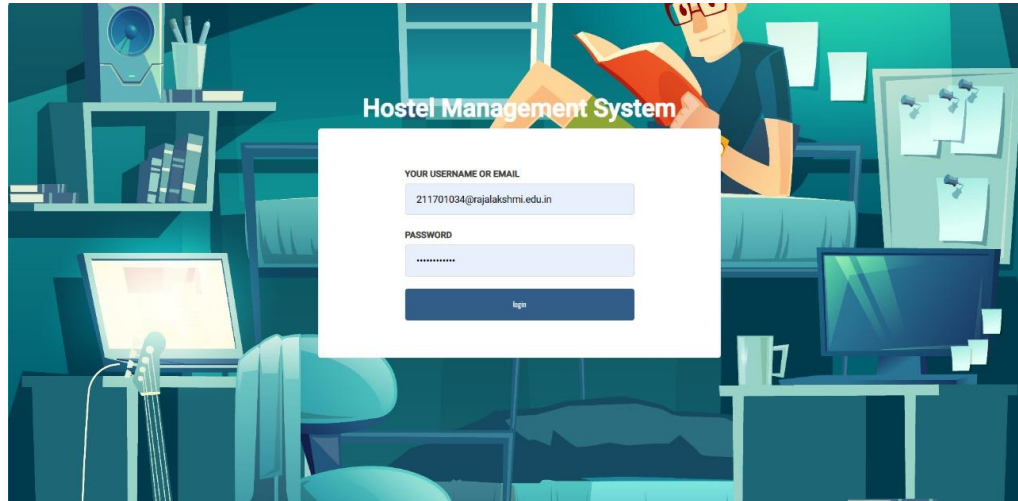 Hostel Management System
YOUR USERNAME OR EMAIL
211701034@rajalakshmi.edu.in
PASSWORD
••••••••••••
login